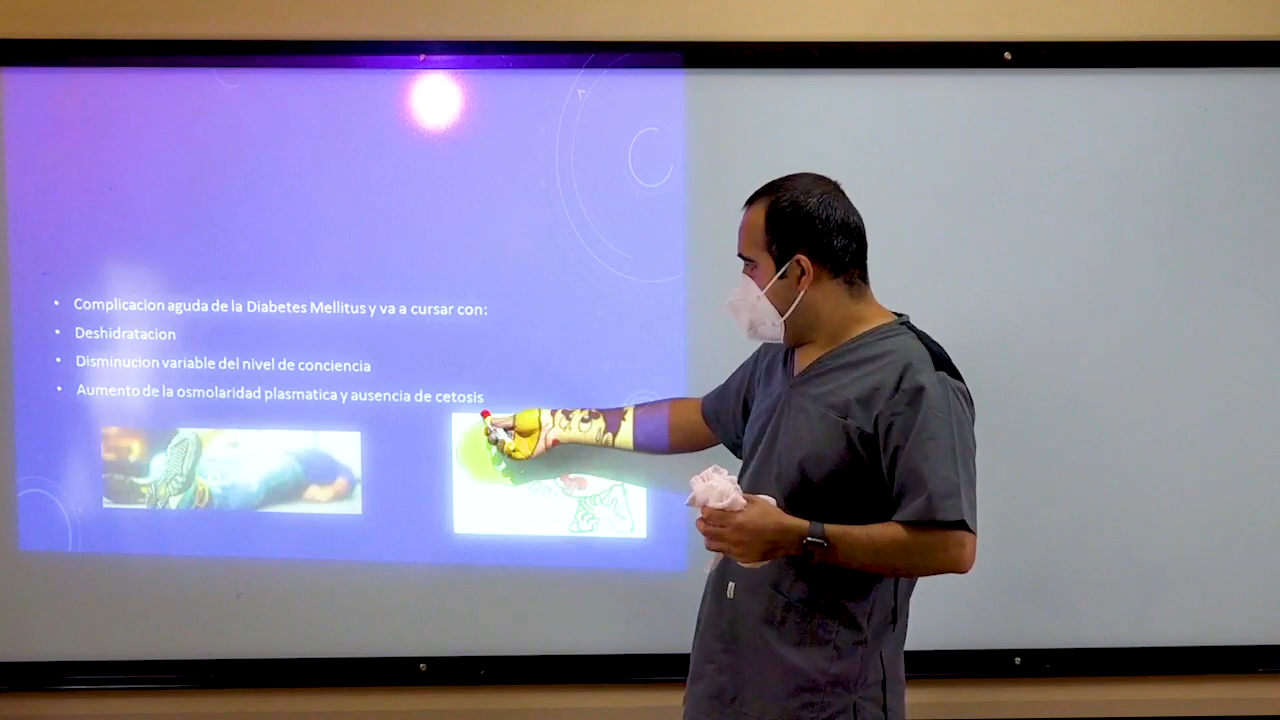 • Complicacion aguda de la Diabetes Mellitus y va a cursar con:
• Deshidratacion
• Disminucion variable del nivel de conciencia
• Aumento de la osmolaridad plasmatica y ausencia de cetosis